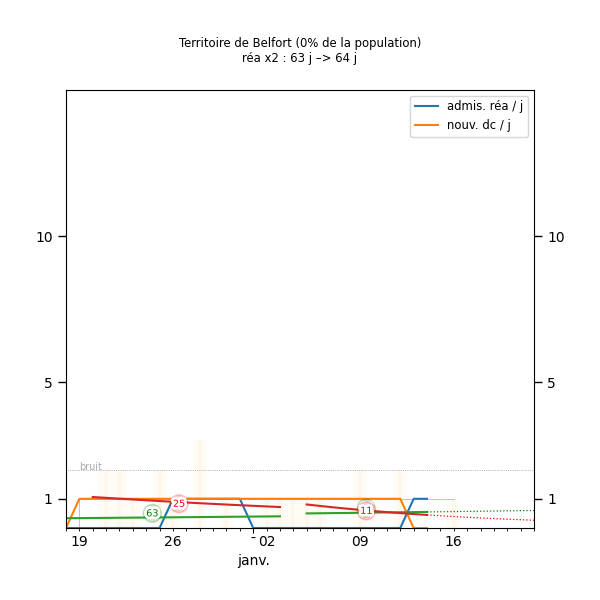 Territoire de Belfort (0% de la population)
réa x2 : 63 j –> 64 j
admis. réa / j
nouv. dc / j
10 10
5 5
bruit
1 1
25
63
11
19 26 02 09 16
janv.